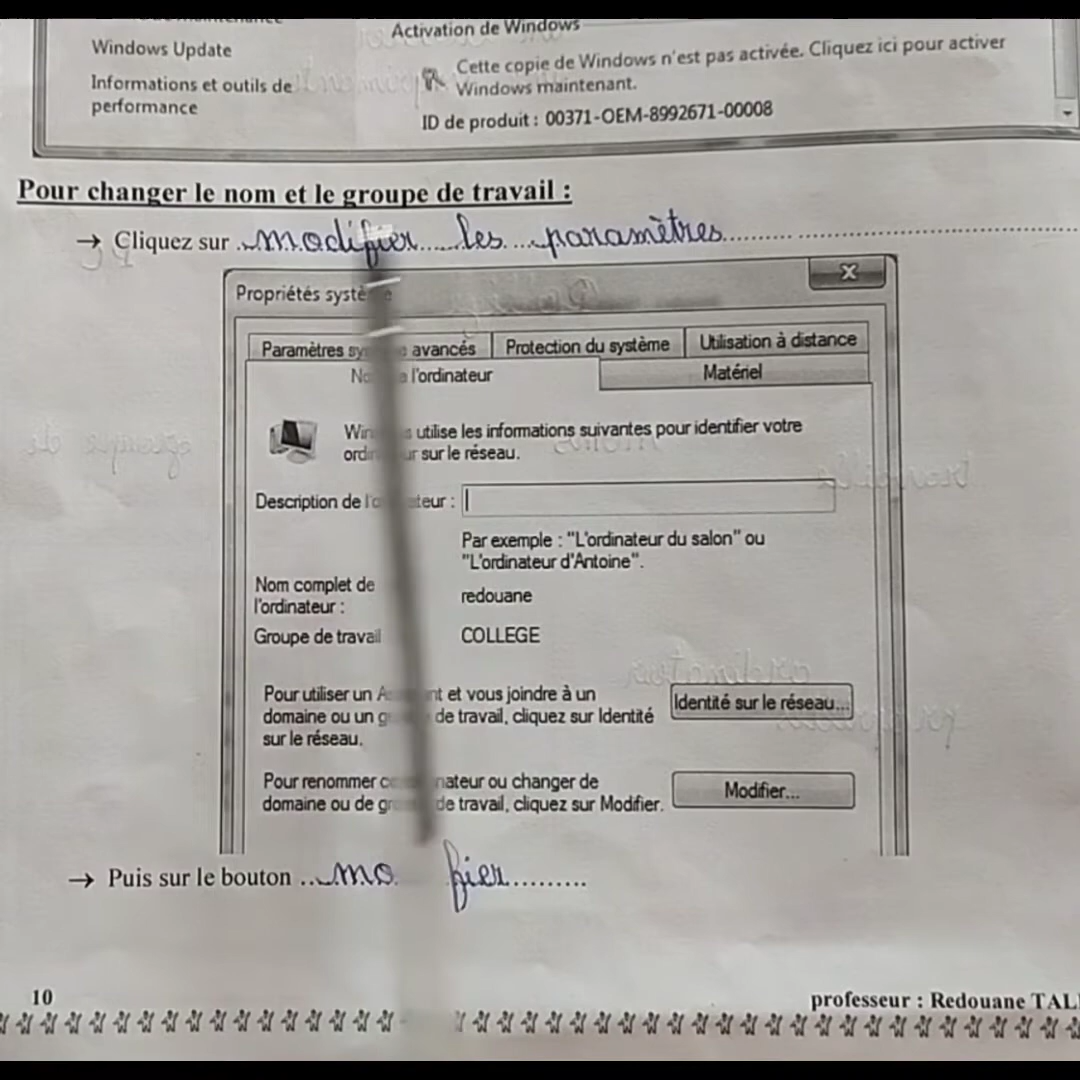 Activation de Windows
Windows Update
Cette copie de Windows n'est pas activée. Cliquez ici pour activer
Windows maintenant.
Informations et outils de
performance
ID de produit : 00371-OEM-8992671-00008
Pour changer le nom et le groupe de travail :
→ Cliquez sur ..modifier.....les....paramètres..........
Propriétés système
Paramètres système avancés
Protection du système
Utilisation à distance
l'ordinateur
Matériel
utilise les informations suivantes pour identifier votre
sur le réseau.
Description de :
Par exemple : "L'ordinateur du salon" ou
"L'ordinateur d'Antoine".
Nom complet de
l'ordinateur :
redouane
Groupe de travail
COLLEGE
Pour utiliser un et vous joindre à un
domaine ou un de travail, cliquez sur Identité
sur le réseau.
Identité sur le réseau...
Pour renommer ou changer de
domaine ou de de travail, cliquez sur Modifier.
Modifier...
→ Puis sur le bouton ...mo fier.........
10
professeur : Redouane